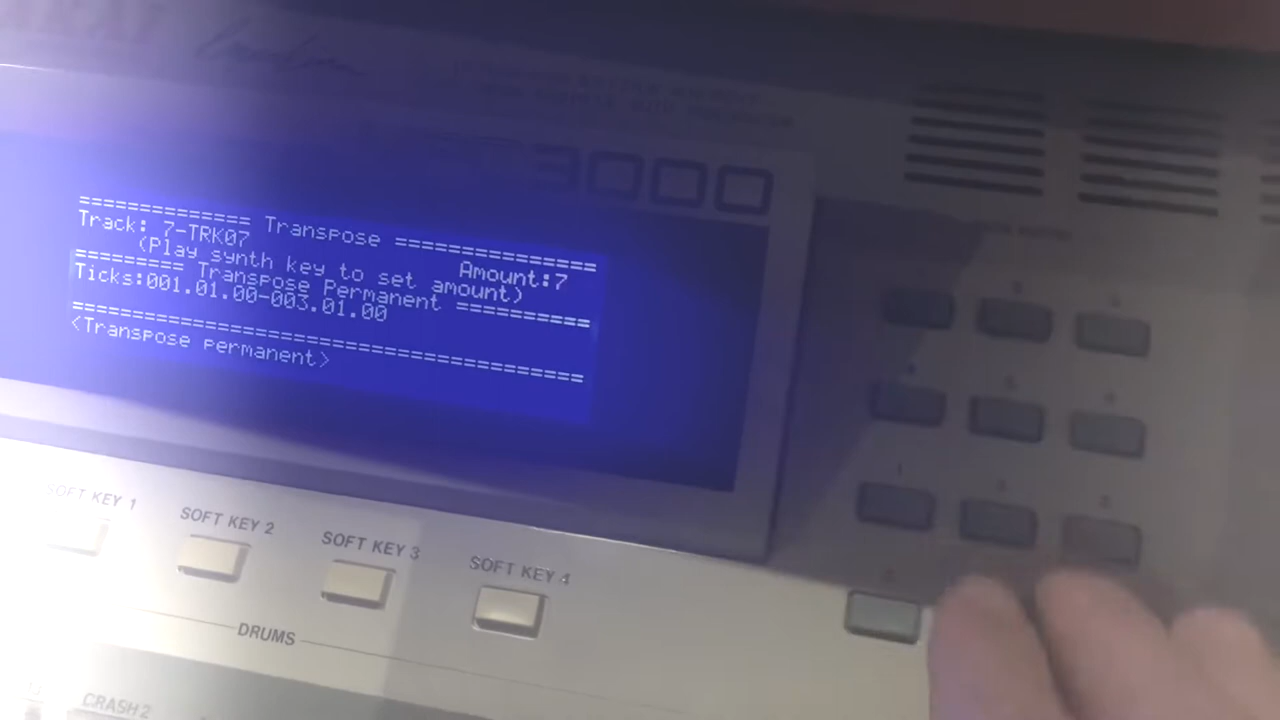 3000
============== Transpose ================
Track: 7-TRK07 Amount:7
(Play synth key to set amount)
========= Transpose Permanent ===========
Ticks:001.01.00-003.01.00
=========================================
<Transpose permanent>
SOFT KEY 1
SOFT KEY 2
SOFT KEY 3
SOFT KEY 4
DRUMS
CRASH 2